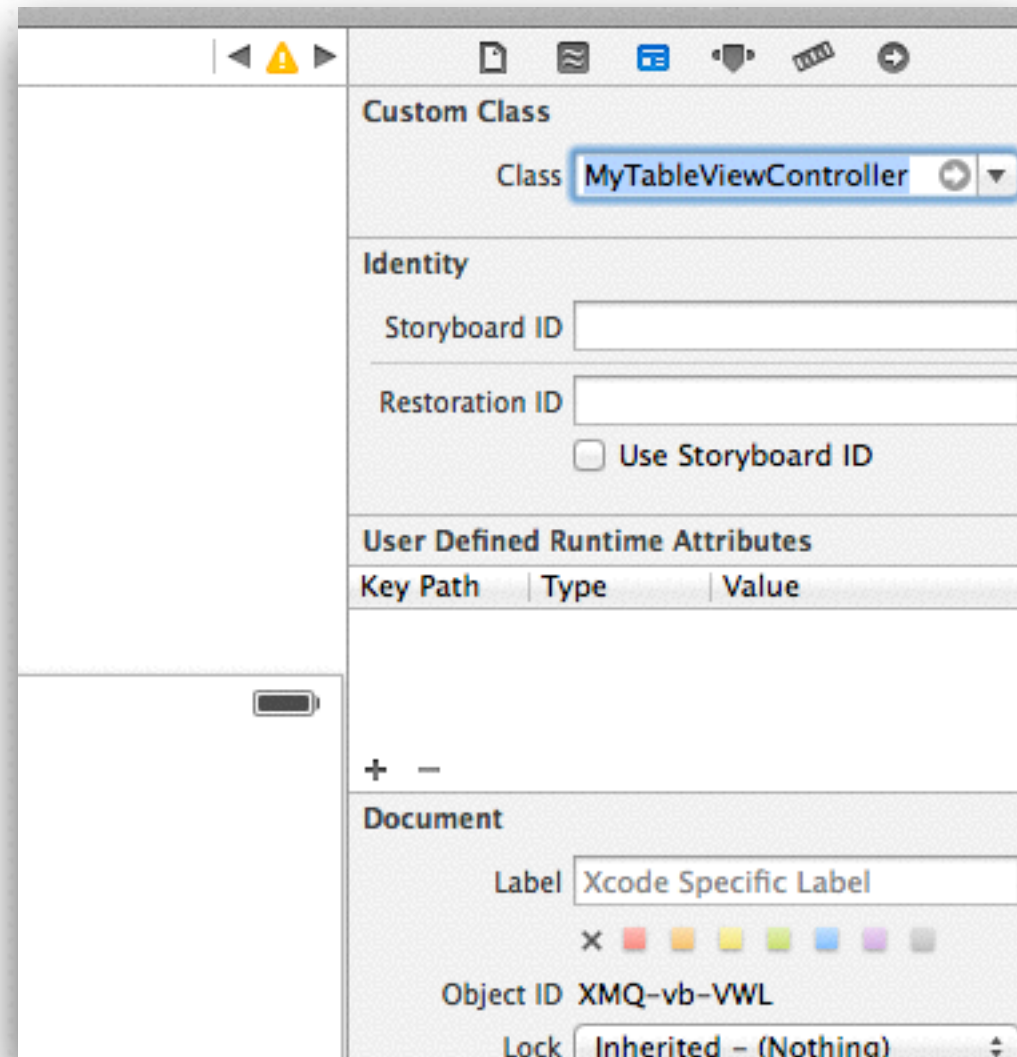 Custom Class
Class MyTableViewController
Identity
Storyboard ID
Restoration ID
Use Storyboard ID
User Defined Runtime Attributes
Key Path Type Value
Document
Label Xcode Specific Label
Object ID XMQ-vb-VWL
Lock Inherited - (Nothing)